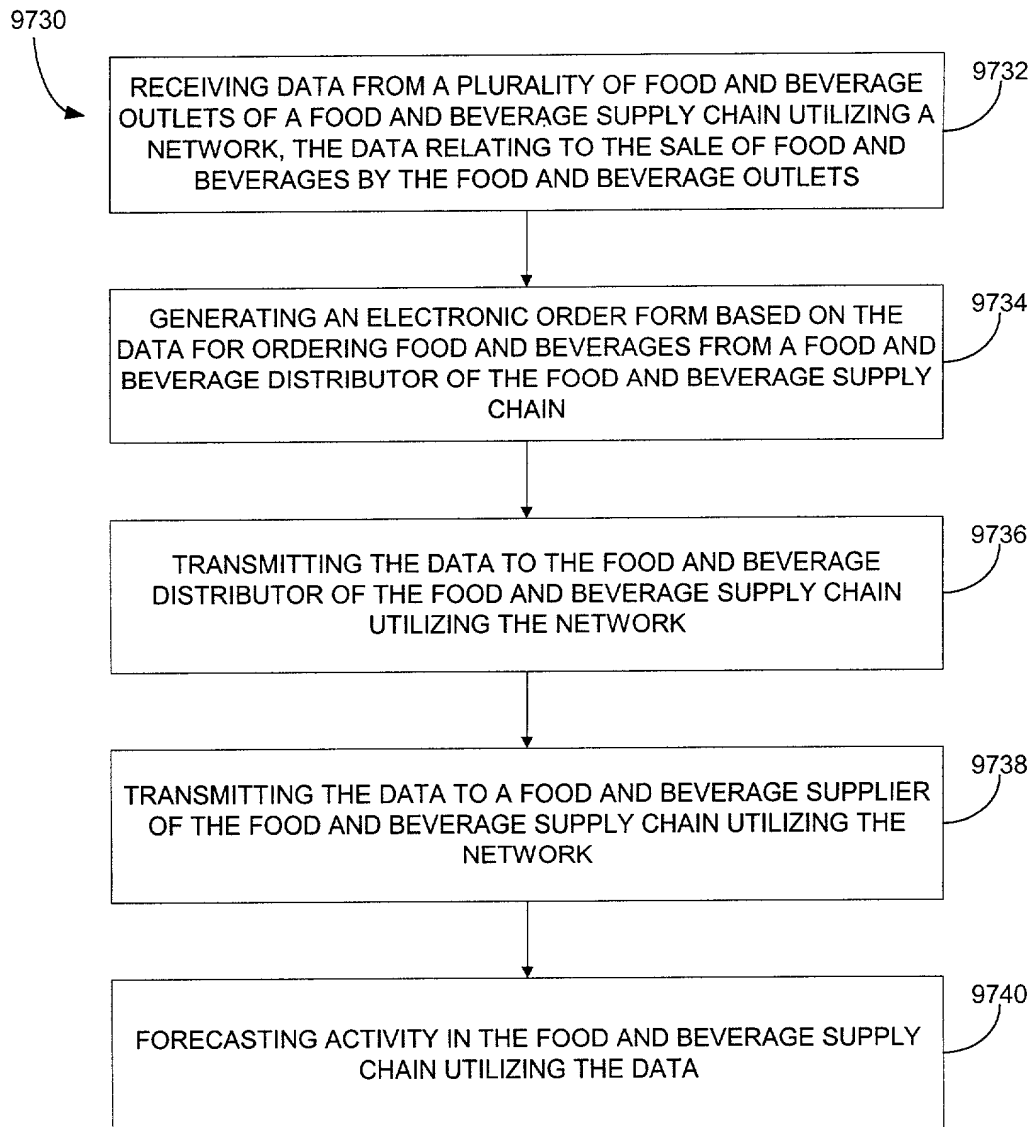 9730
RECEIVING DATA FROM A PLURALITY OF FOOD AND BEVERAGE
OUTLETS OF A FOOD AND BEVERAGE SUPPLY CHAIN UTILIZING A
NETWORK, THE DATA RELATING TO THE SALE OF FOOD AND
BEVERAGES BY THE FOOD AND BEVERAGE OUTLETS
9732
GENERATING AN ELECTRONIC ORDER FORM BASED ON THE
DATA FOR ORDERING FOOD AND BEVERAGES FROM A FOOD AND
BEVERAGE DISTRIBUTOR OF THE FOOD AND BEVERAGE SUPPLY
CHAIN
9734
TRANSMITTING THE DATA TO THE FOOD AND BEVERAGE
DISTRIBUTOR OF THE FOOD AND BEVERAGE SUPPLY CHAIN
UTILIZING THE NETWORK
9736
TRANSMITTING THE DATA TO A FOOD AND BEVERAGE SUPPLIER
OF THE FOOD AND BEVERAGE SUPPLY CHAIN UTILIZING THE
NETWORK
9738
FORECASTING ACTIVITY IN THE FOOD AND BEVERAGE SUPPLY
CHAIN UTILIZING THE DATA
9740